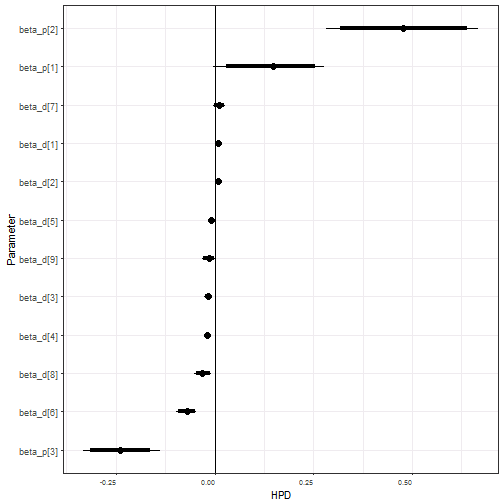 beta_p[2]
beta_p[1]
beta_d[7]
beta_d[1]
beta_d[2]
beta_d[5]
beta_d[9]
beta_d[3]
beta_d[4]
beta_d[8]
beta_d[6]
beta_p[3]
Parameter
-0.25 0.00 0.25 0.50
HPD